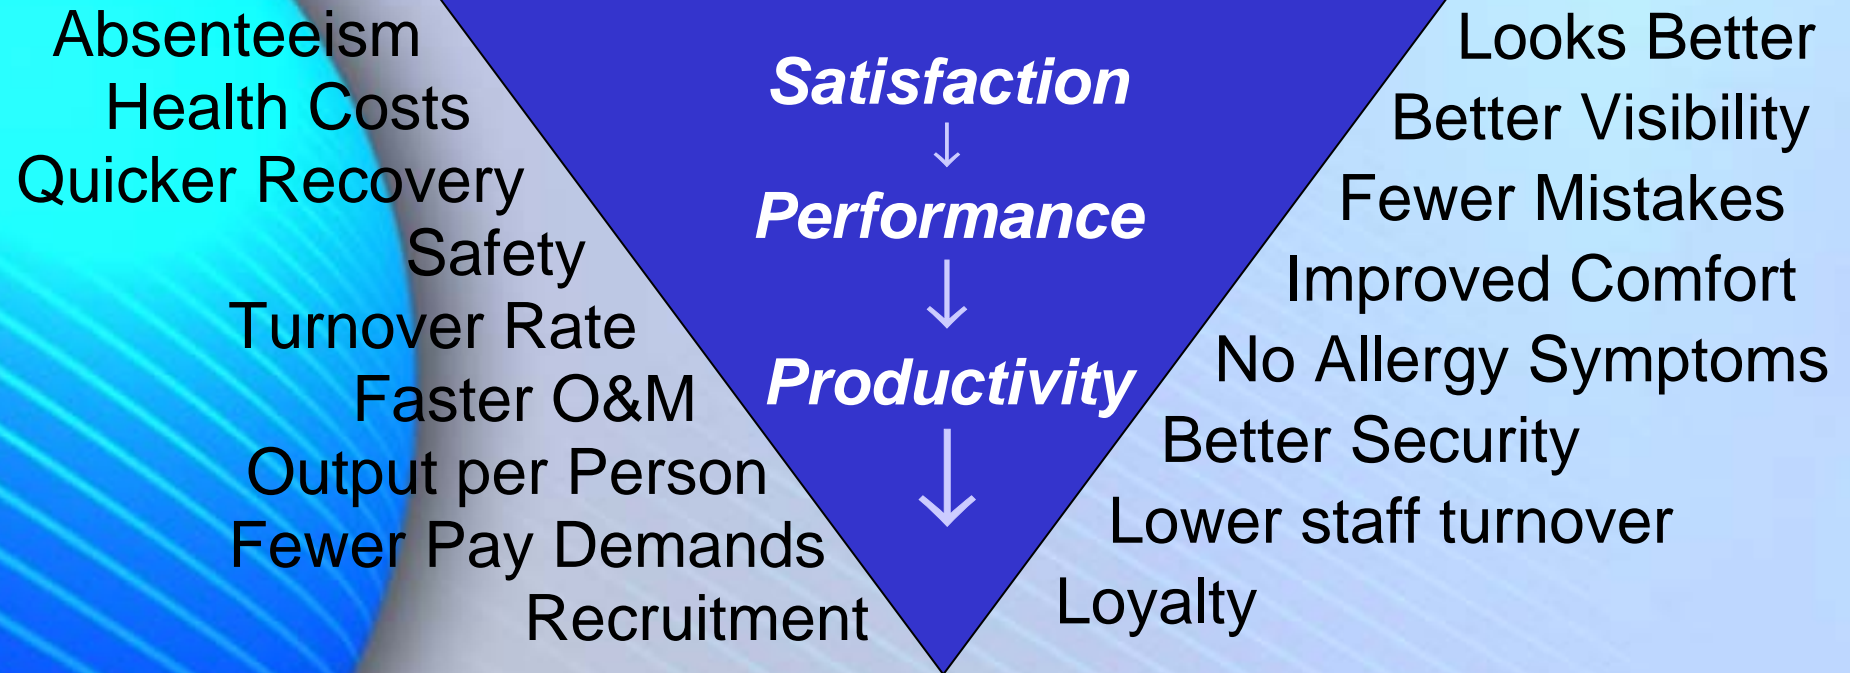 Absenteeism
Health Costs
Quicker Recovery
Safety
Turnover Rate
Faster O&M
Output per Person
Fewer Pay Demands
Recruitment
Satisfaction
↓
Performance
↓
Productivity
↓
Looks Better
Better Visibility
Fewer Mistakes
Improved Comfort
No Allergy Symptoms
Better Security
Lower staff turnover
Loyalty